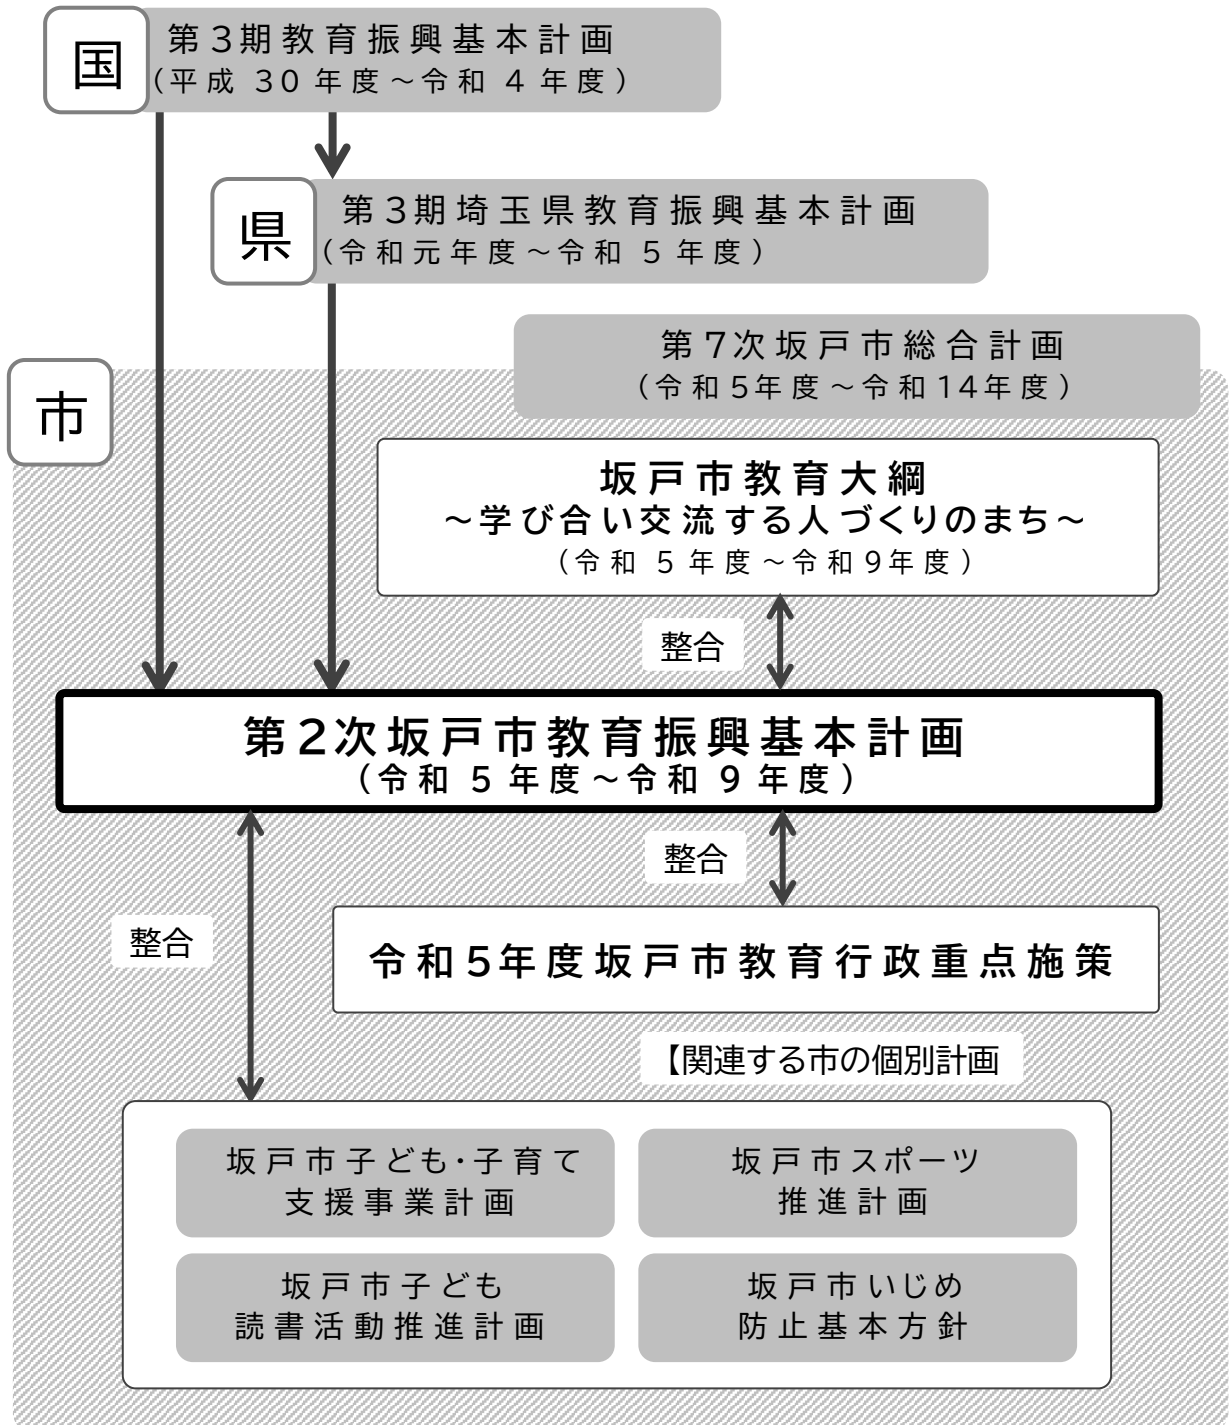 国
第3期教育振興基本計画
（平成30年度～令和4年度）
県
第3期埼玉県教育振興基本計画
（令和元年度～令和5年度）
第7次坂戸市総合計画
（令和5年度～令和14年度）
市
坂戸市教育大綱
～学び合い交流する人づくりのまち～
（令和5年度～令和9年度）
整合
第2次坂戸市教育振興基本計画
（令和5年度～令和9年度）
整合
整合
令和5年度坂戸市教育行政重点施策
【関連する市の個別計画
坂戸市子ども・子育て
支援事業計画
坂戸市スポーツ
推進計画
坂戸市子ども
読書活動推進計画
坂戸市いじめ
防止基本方針